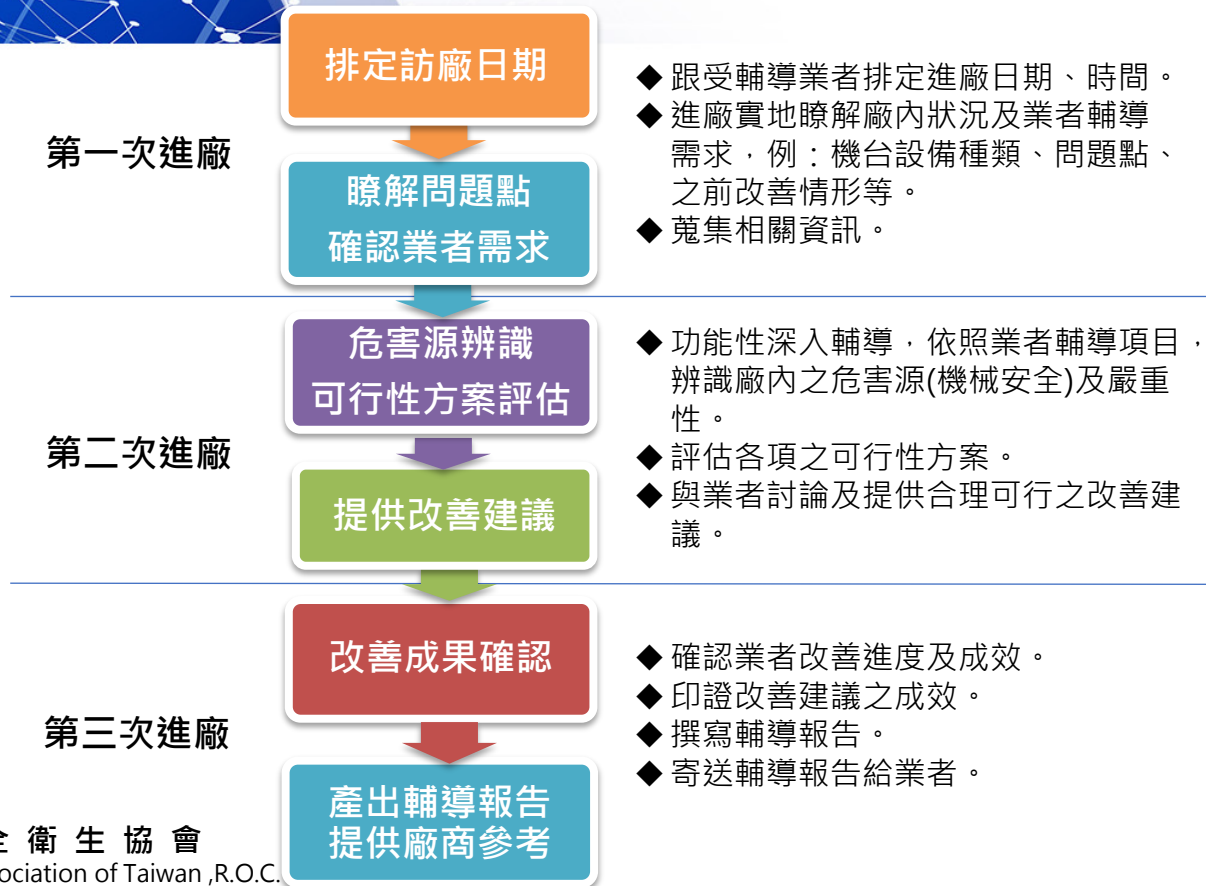 排定訪廠日期
第一次進廠
瞭解問題點
確認業者需求
◆ 跟受輔導業者排定進廠日期、時間。
◆ 進廠實地瞭解廠內狀況及業者輔導
需求，例：機台設備種類、問題點、
之前改善情形等。
◆ 蒐集相關資訊。
第二次進廠
危害源辨識
可行性方案評估
提供改善建議
◆ 功能性深入輔導，依照業者輔導項目，
辨識廠內之危害源(機械安全)及嚴重
性。
◆ 評估各項之可行性方案。
◆ 與業者討論及提供合理可行之改善建
議。
第三次進廠
改善成果確認
產出輔導報告
提供廠商參考
◆ 確認業者改善進度及成效。
◆ 印證改善建議之成效。
◆ 撰寫輔導報告。
◆ 寄送輔導報告給業者。
衛 生 協 會
of Taiwan ,R.O.C.